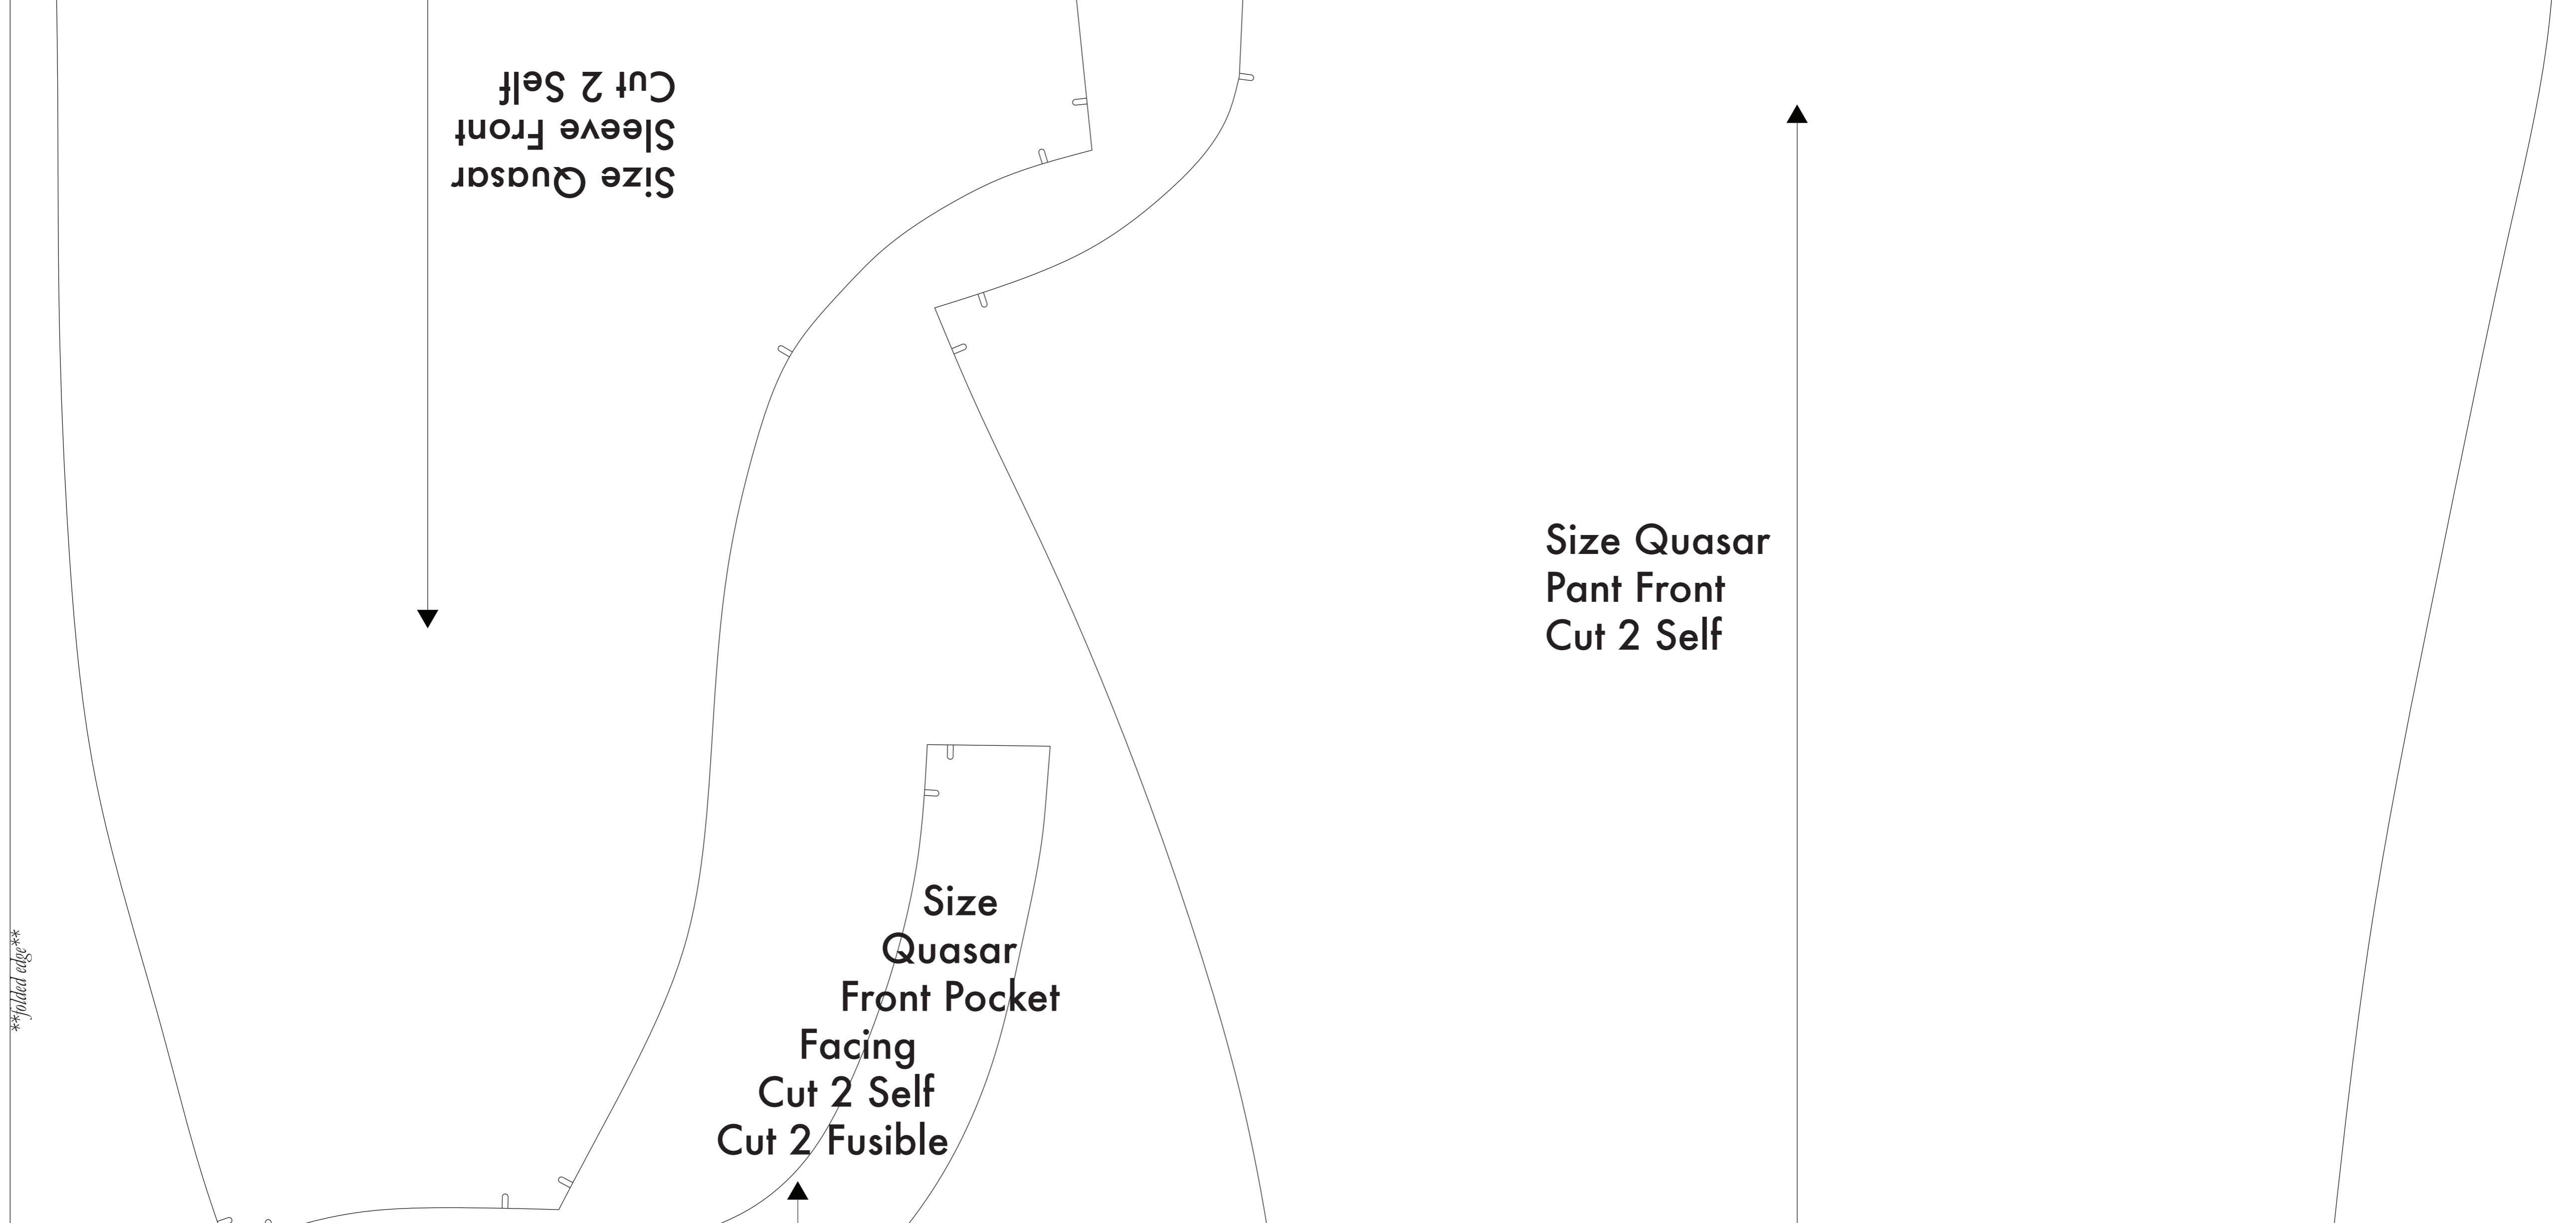 Size Quasar
Sleeve Front
Cut 2 Self
Size Quasar
Pant Front
Cut 2 Self
Size
Quasar
Front Pocket
Facing
Cut 2 Self
Cut 2 Fusible
**folded edge**